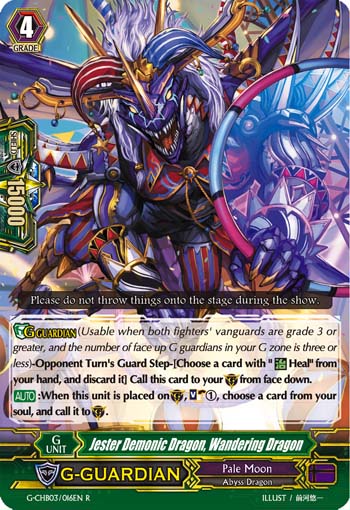 4
GRADE
SHIELD
15000
Please do not throw things onto the stage during the show.
G GUARDIAN (Usable when both fighters' vanguards are grade 3 or
greater, and the number of face up G guardians in your G zone is three or
less)-Opponent Turn's Guard Step-[Choose a card with " Heal" from
your hand, and discard it] Call this card to your G from face down.
AUTO :When this unit is placed on G, V ①, choose a card from your
soul, and call it to G.
G
UNIT
Jester Demonic Dragon, Wandering Dragon
G-GUARDIAN
Pale Moon
Abyss Dragon
G-CHB03/016EN R
ILLUST / 前河悠一